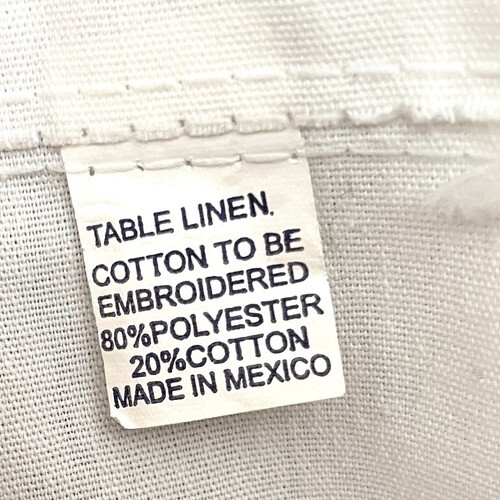 TABLE LINEN.
COTTON TO BE
EMBROIDERED
80%POLYESTER
20%COTTON
MADE IN MEXICO